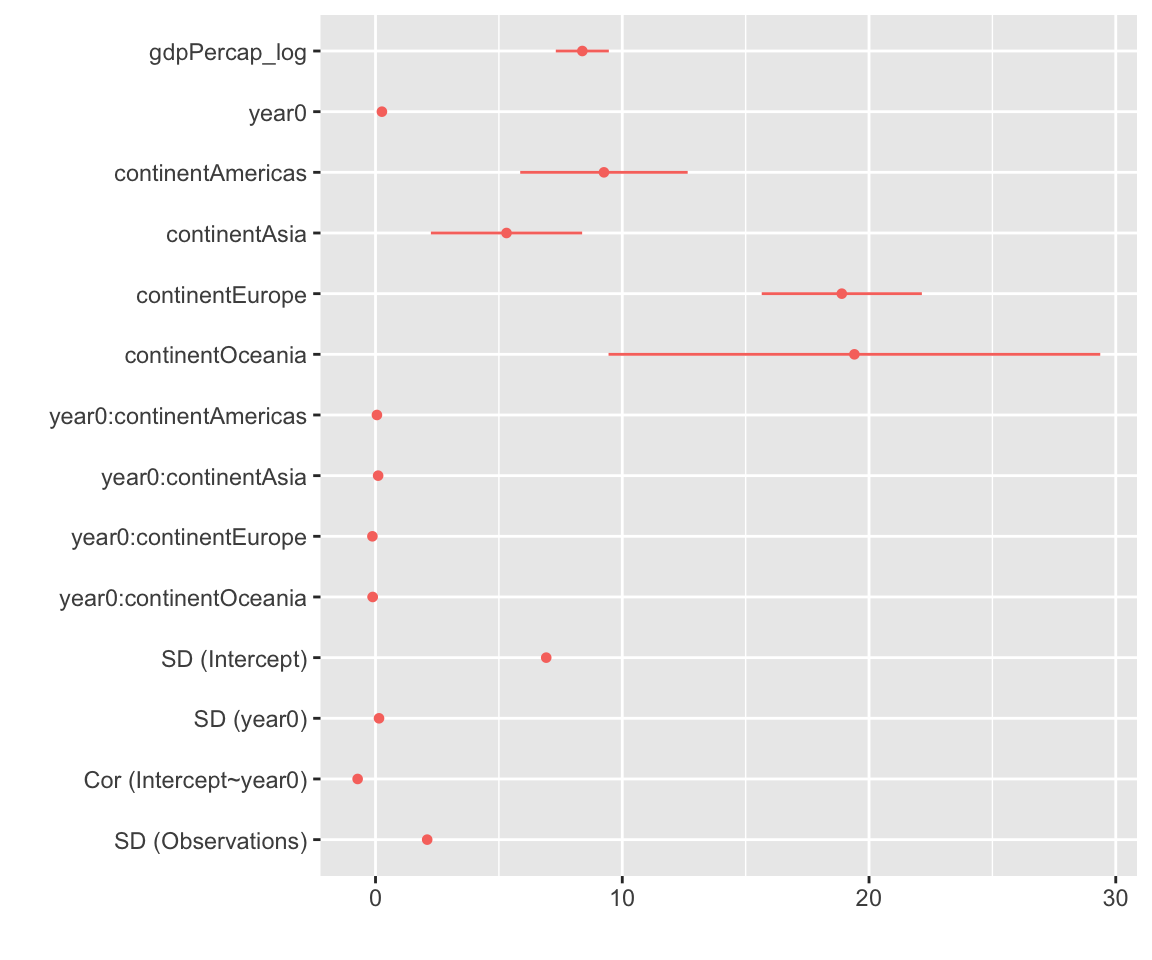 gdpPercap_log
year0
continentAmericas
continentAsia
continentEurope
continentOceania
year0:continentAmericas
year0:continentAsia
year0:continentEurope
year0:continentOceania
SD (Intercept)
SD (year0)
Cor (Intercept~year0)
SD (Observations)
0 10 20 30